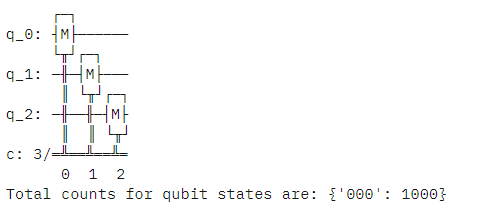 ┌─┐
q_0: ┤M├──────
     └╥┘┌─┐
q_1: ─╫─┤M├───
      ║ └╥┘┌─┐
q_2: ─╫──╫─┤M├
      ║  ║ └╥┘
c: 3/═╩══╩══╩═
      0  1  2
Total counts for qubit states are: {'000': 1000}